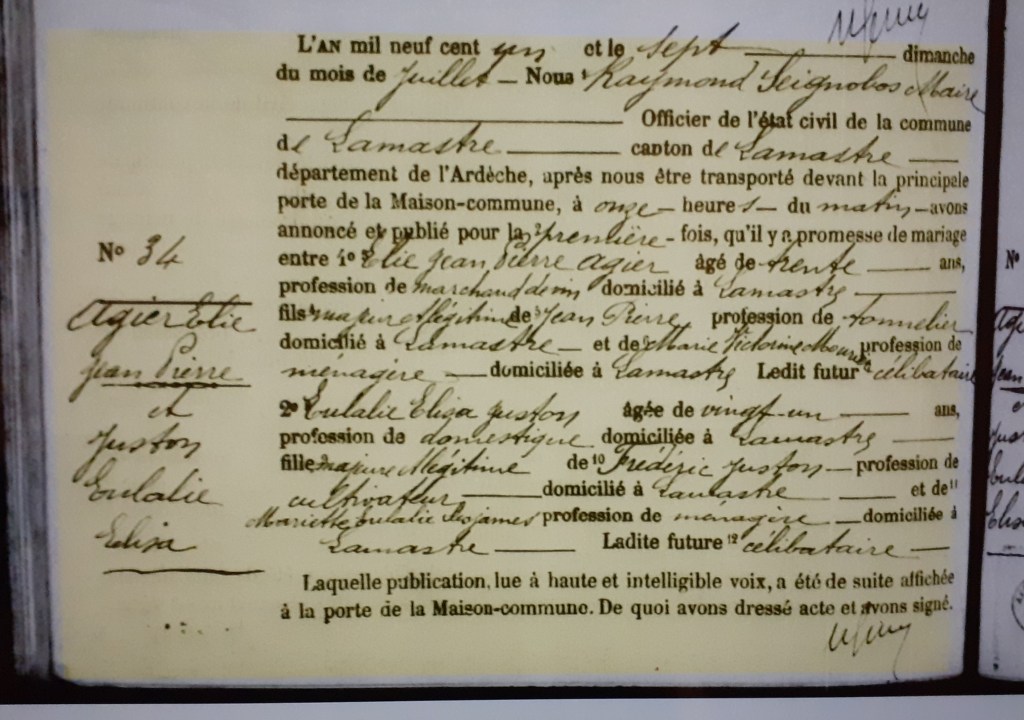 L'AN mil neuf cent un et le sept dimanche
du mois de Juillet — Nous ¹ Raymond Seignobos Maire
Officier de l'état civil de la commune
de Lamastre canton de Lamastre
département de l'Ardèche, après nous être transporté devant la principale
porte de la Maison-commune, à onze heures du matin avons
annoncé et publié pour la ² première fois, qu'il y a promesse de mariage
entre 1º Elie Jean Pierre Agier âgé de trente ans,
profession de marchand de vin domicilié à Lamastre
fils majeur & légitime de Jean Pierre profession de tonnelier
domicilié à Lamastre et de Marie Victorine profession de
ménagère domiciliée à Lamastre Ledit futur célibataire
2º Eulalie Elisa Juston âgée de vingt-un ans,
profession de domestique domiciliée à Lamastre
fille majeure & légitime de ¹⁰ Frédéric Juston — profession de
cultivateur domicilié à Lamastre et de ¹¹
Mariette Eulalie Desjames profession de ménagère domiciliée à
Lamastre Ladite future ¹² célibataire
Laquelle publication, lue à haute et intelligible voix, a été de suite affichée
à la porte de la Maison-commune. De quoi avons dressé acte et avons signé.
Nº 34
Agier Elie
Jean Pierre
et
Juston
Eulalie
Elisa
Nº